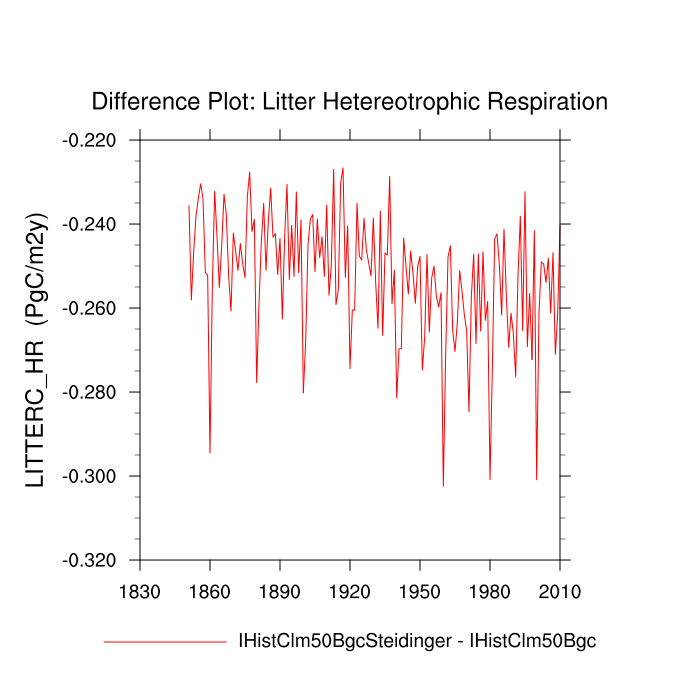 Difference Plot: Litter Hetereotrophic Respiration
LITTERC_HR (PgC/m2y)
-0.220
-0.240
-0.260
-0.280
-0.300
-0.320
1830 1860 1890 1920 1950 1980 2010
IHistClm50BgcSteidinger - IHistClm50Bgc